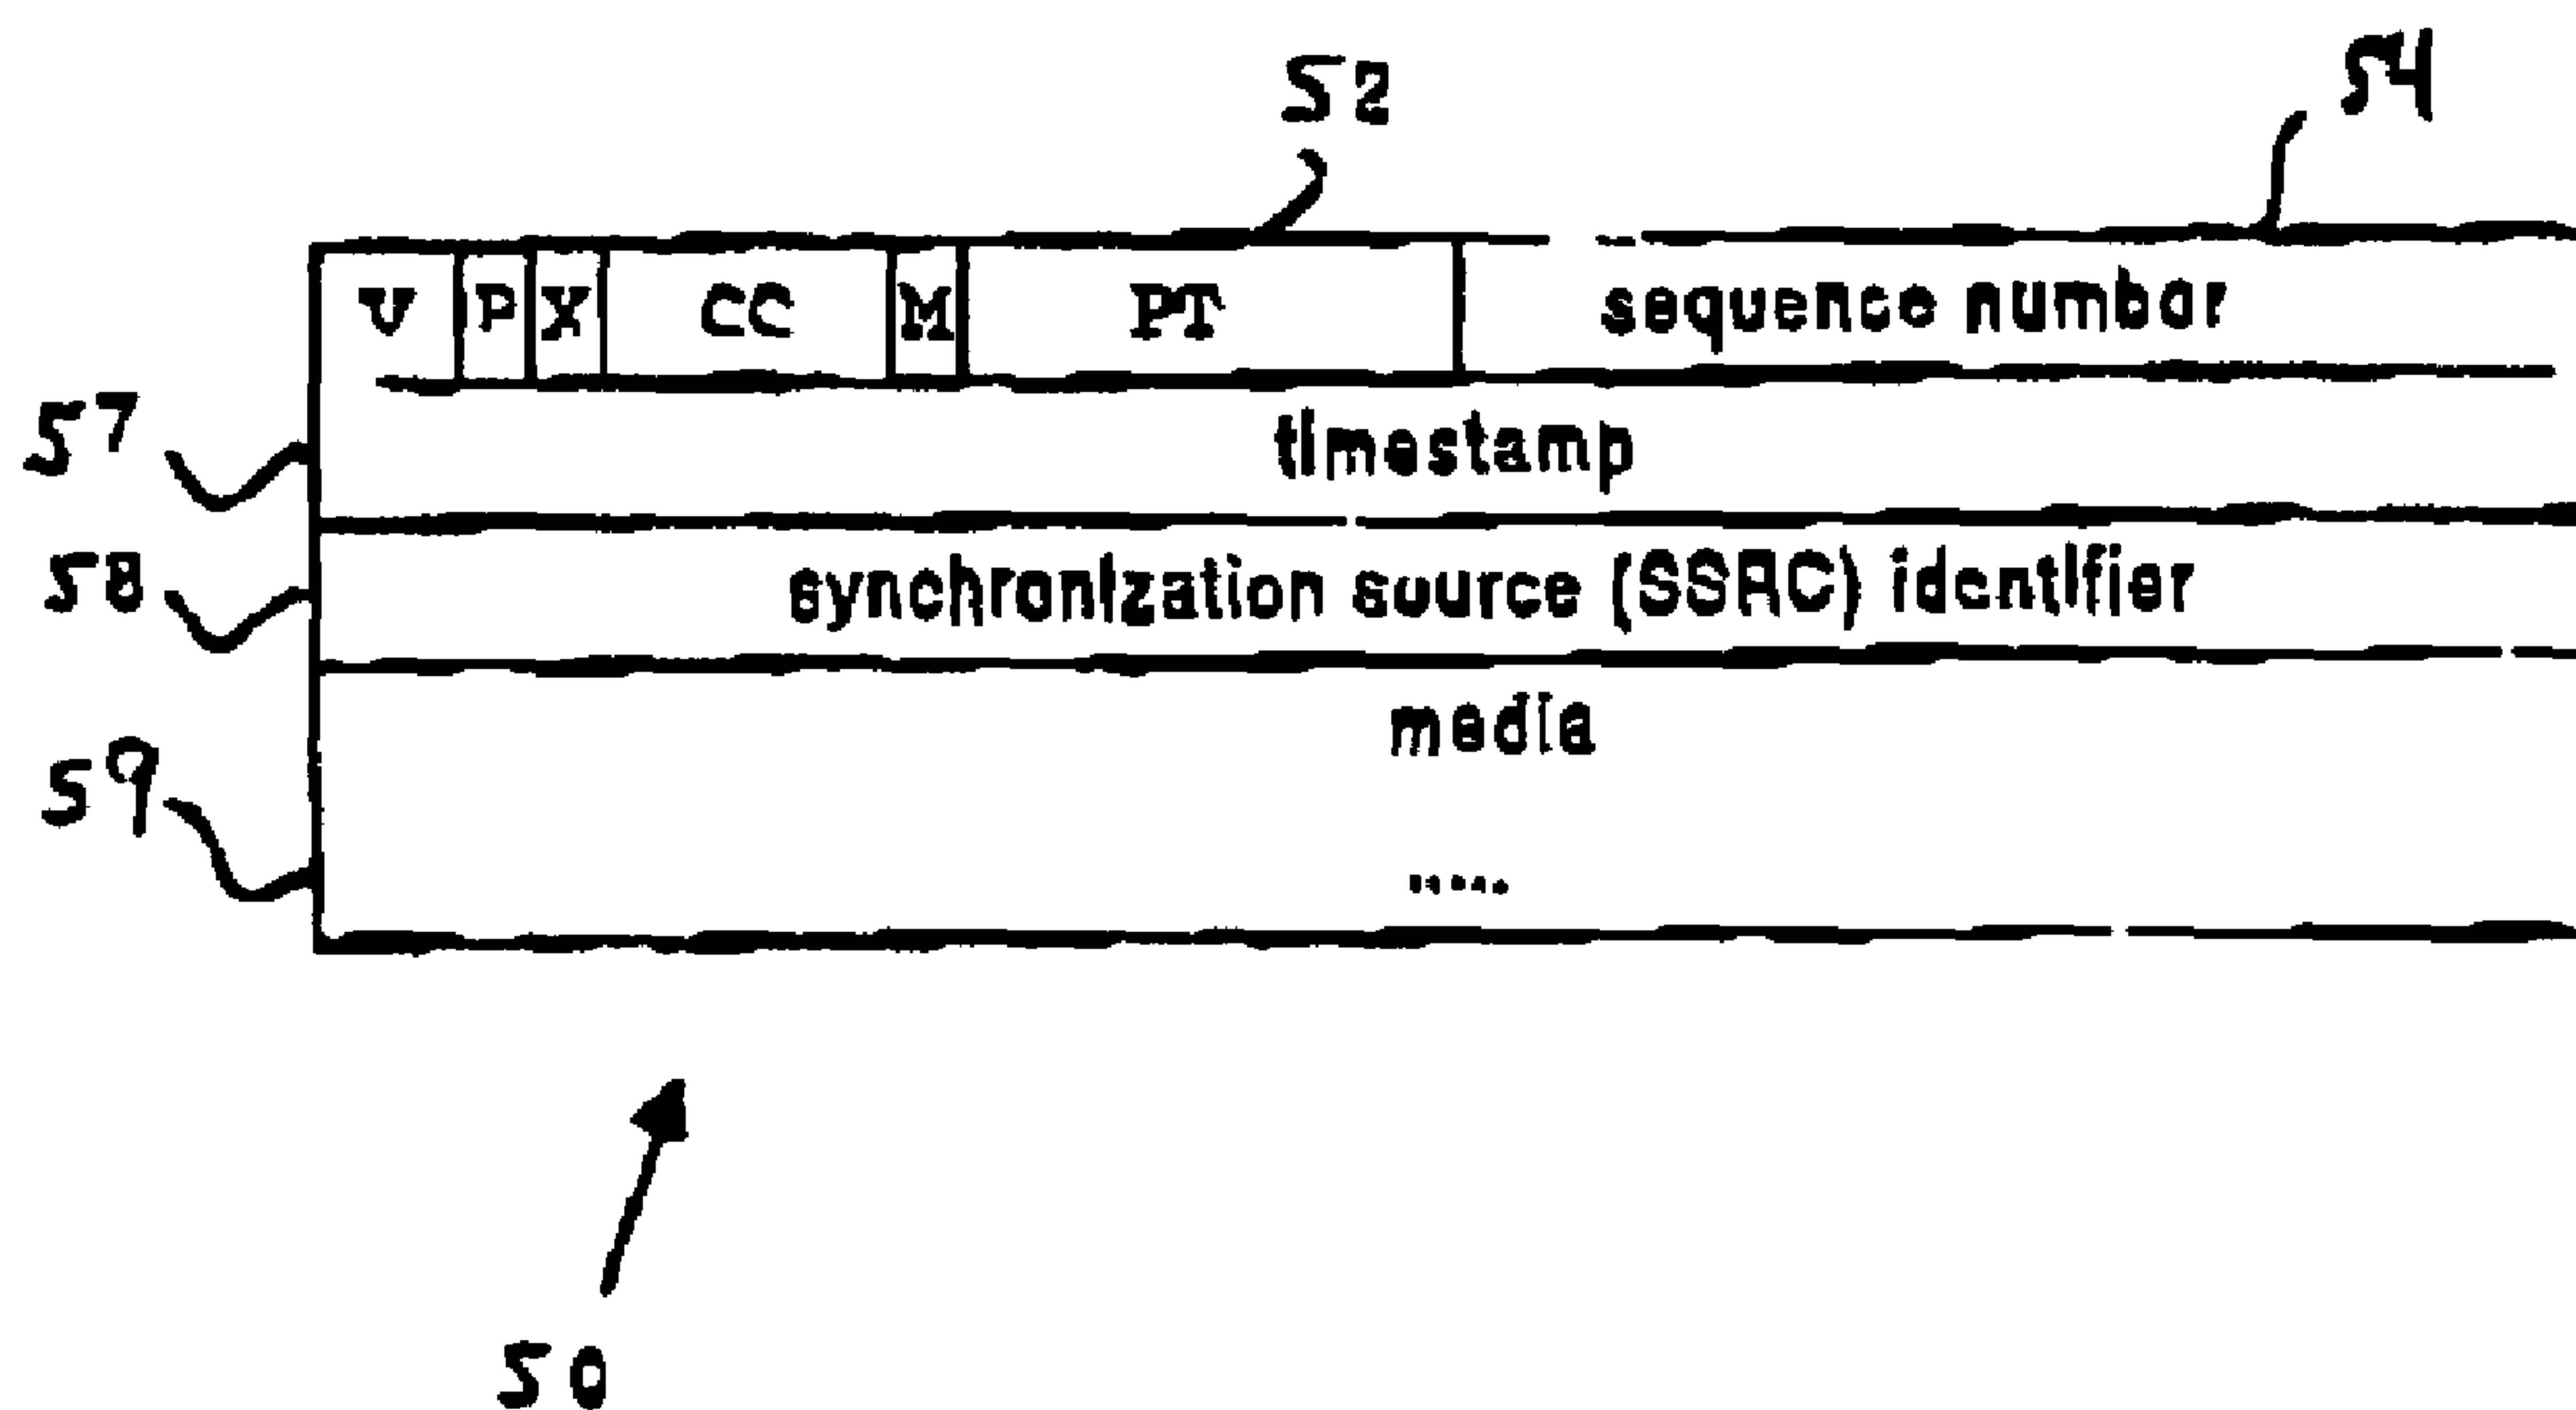 52 54
V P X CC M PT sequence number
57 timestamp
58 synchronization source (SSRC) identifier
59 media
.....
50